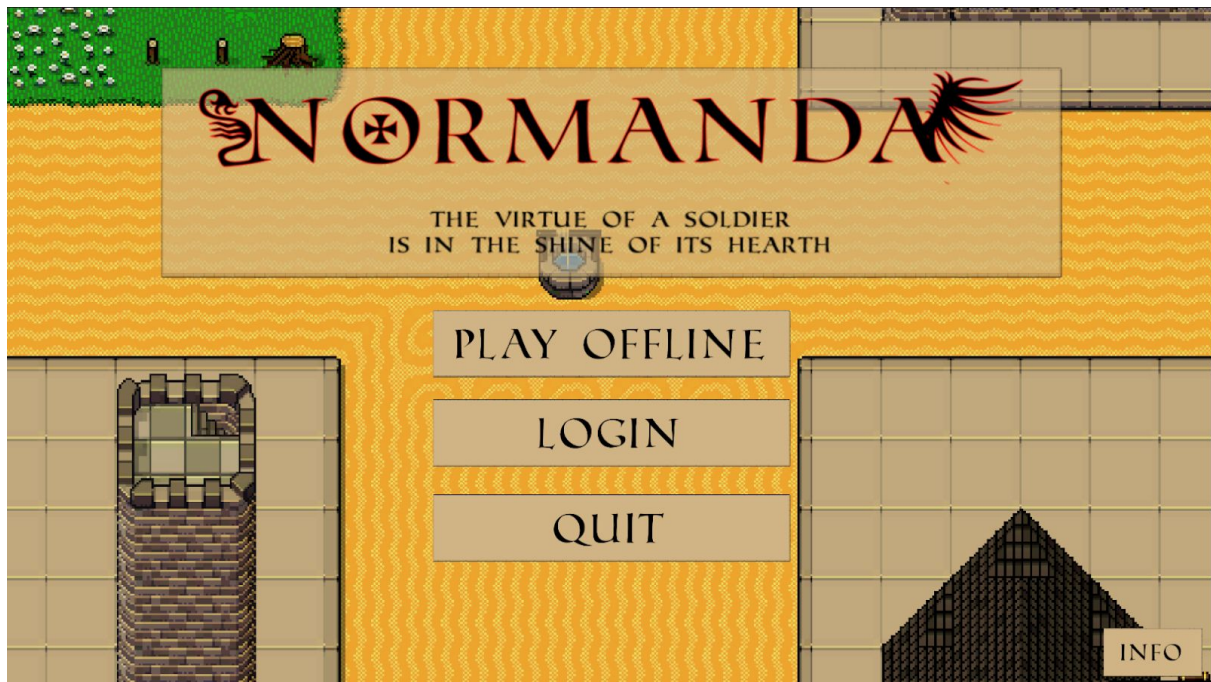 NORMANDA
THE VIRTUE OF A SOLDIER
IS IN THE SHINE OF ITS HEARTH
PLAY OFFLINE
LOGIN
QUIT
INFO